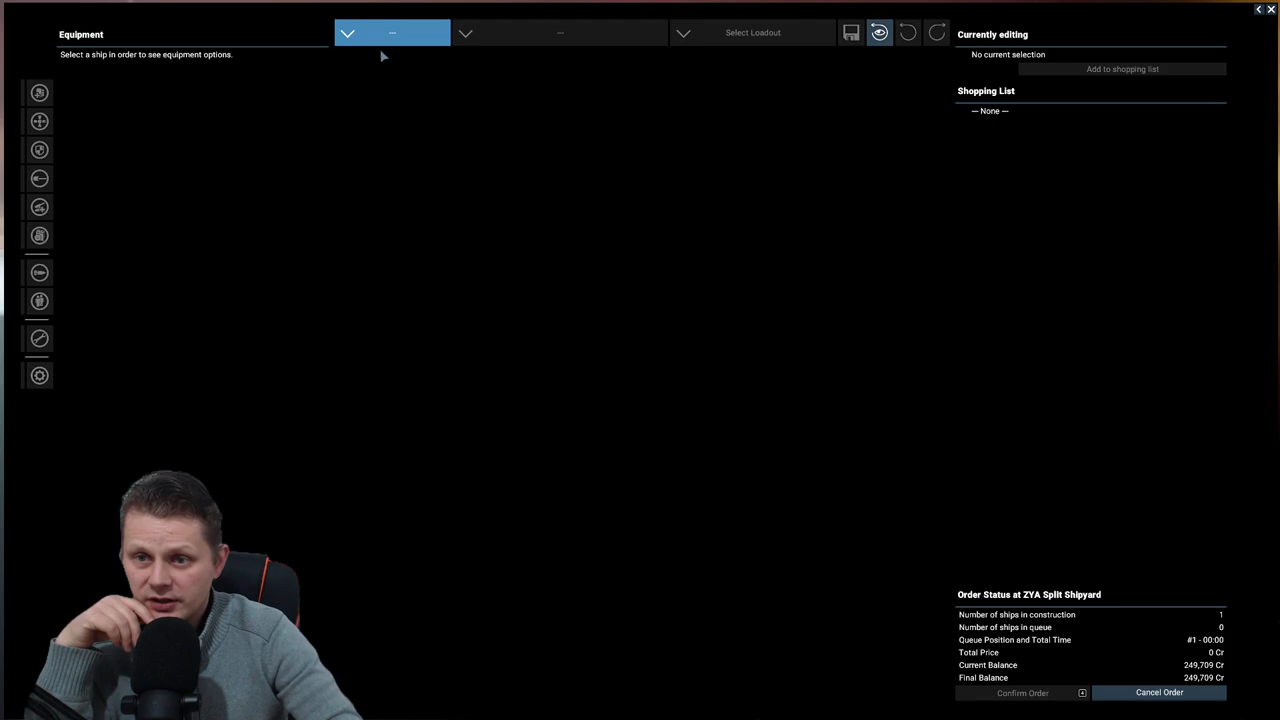 Equipment
Select a ship in order to see equipment options.
---
---
Select Loadout
Currently editing
No current selection
Add to shopping list
Shopping List
— None —
Order Status at ZYA Split Shipyard
Number of ships in construction 1
Number of ships in queue 0
Queue Position and Total Time #1 - 00:00
Total Price 0 Cr
Current Balance 249,709 Cr
Final Balance 249,709 Cr
Confirm Order
Cancel Order